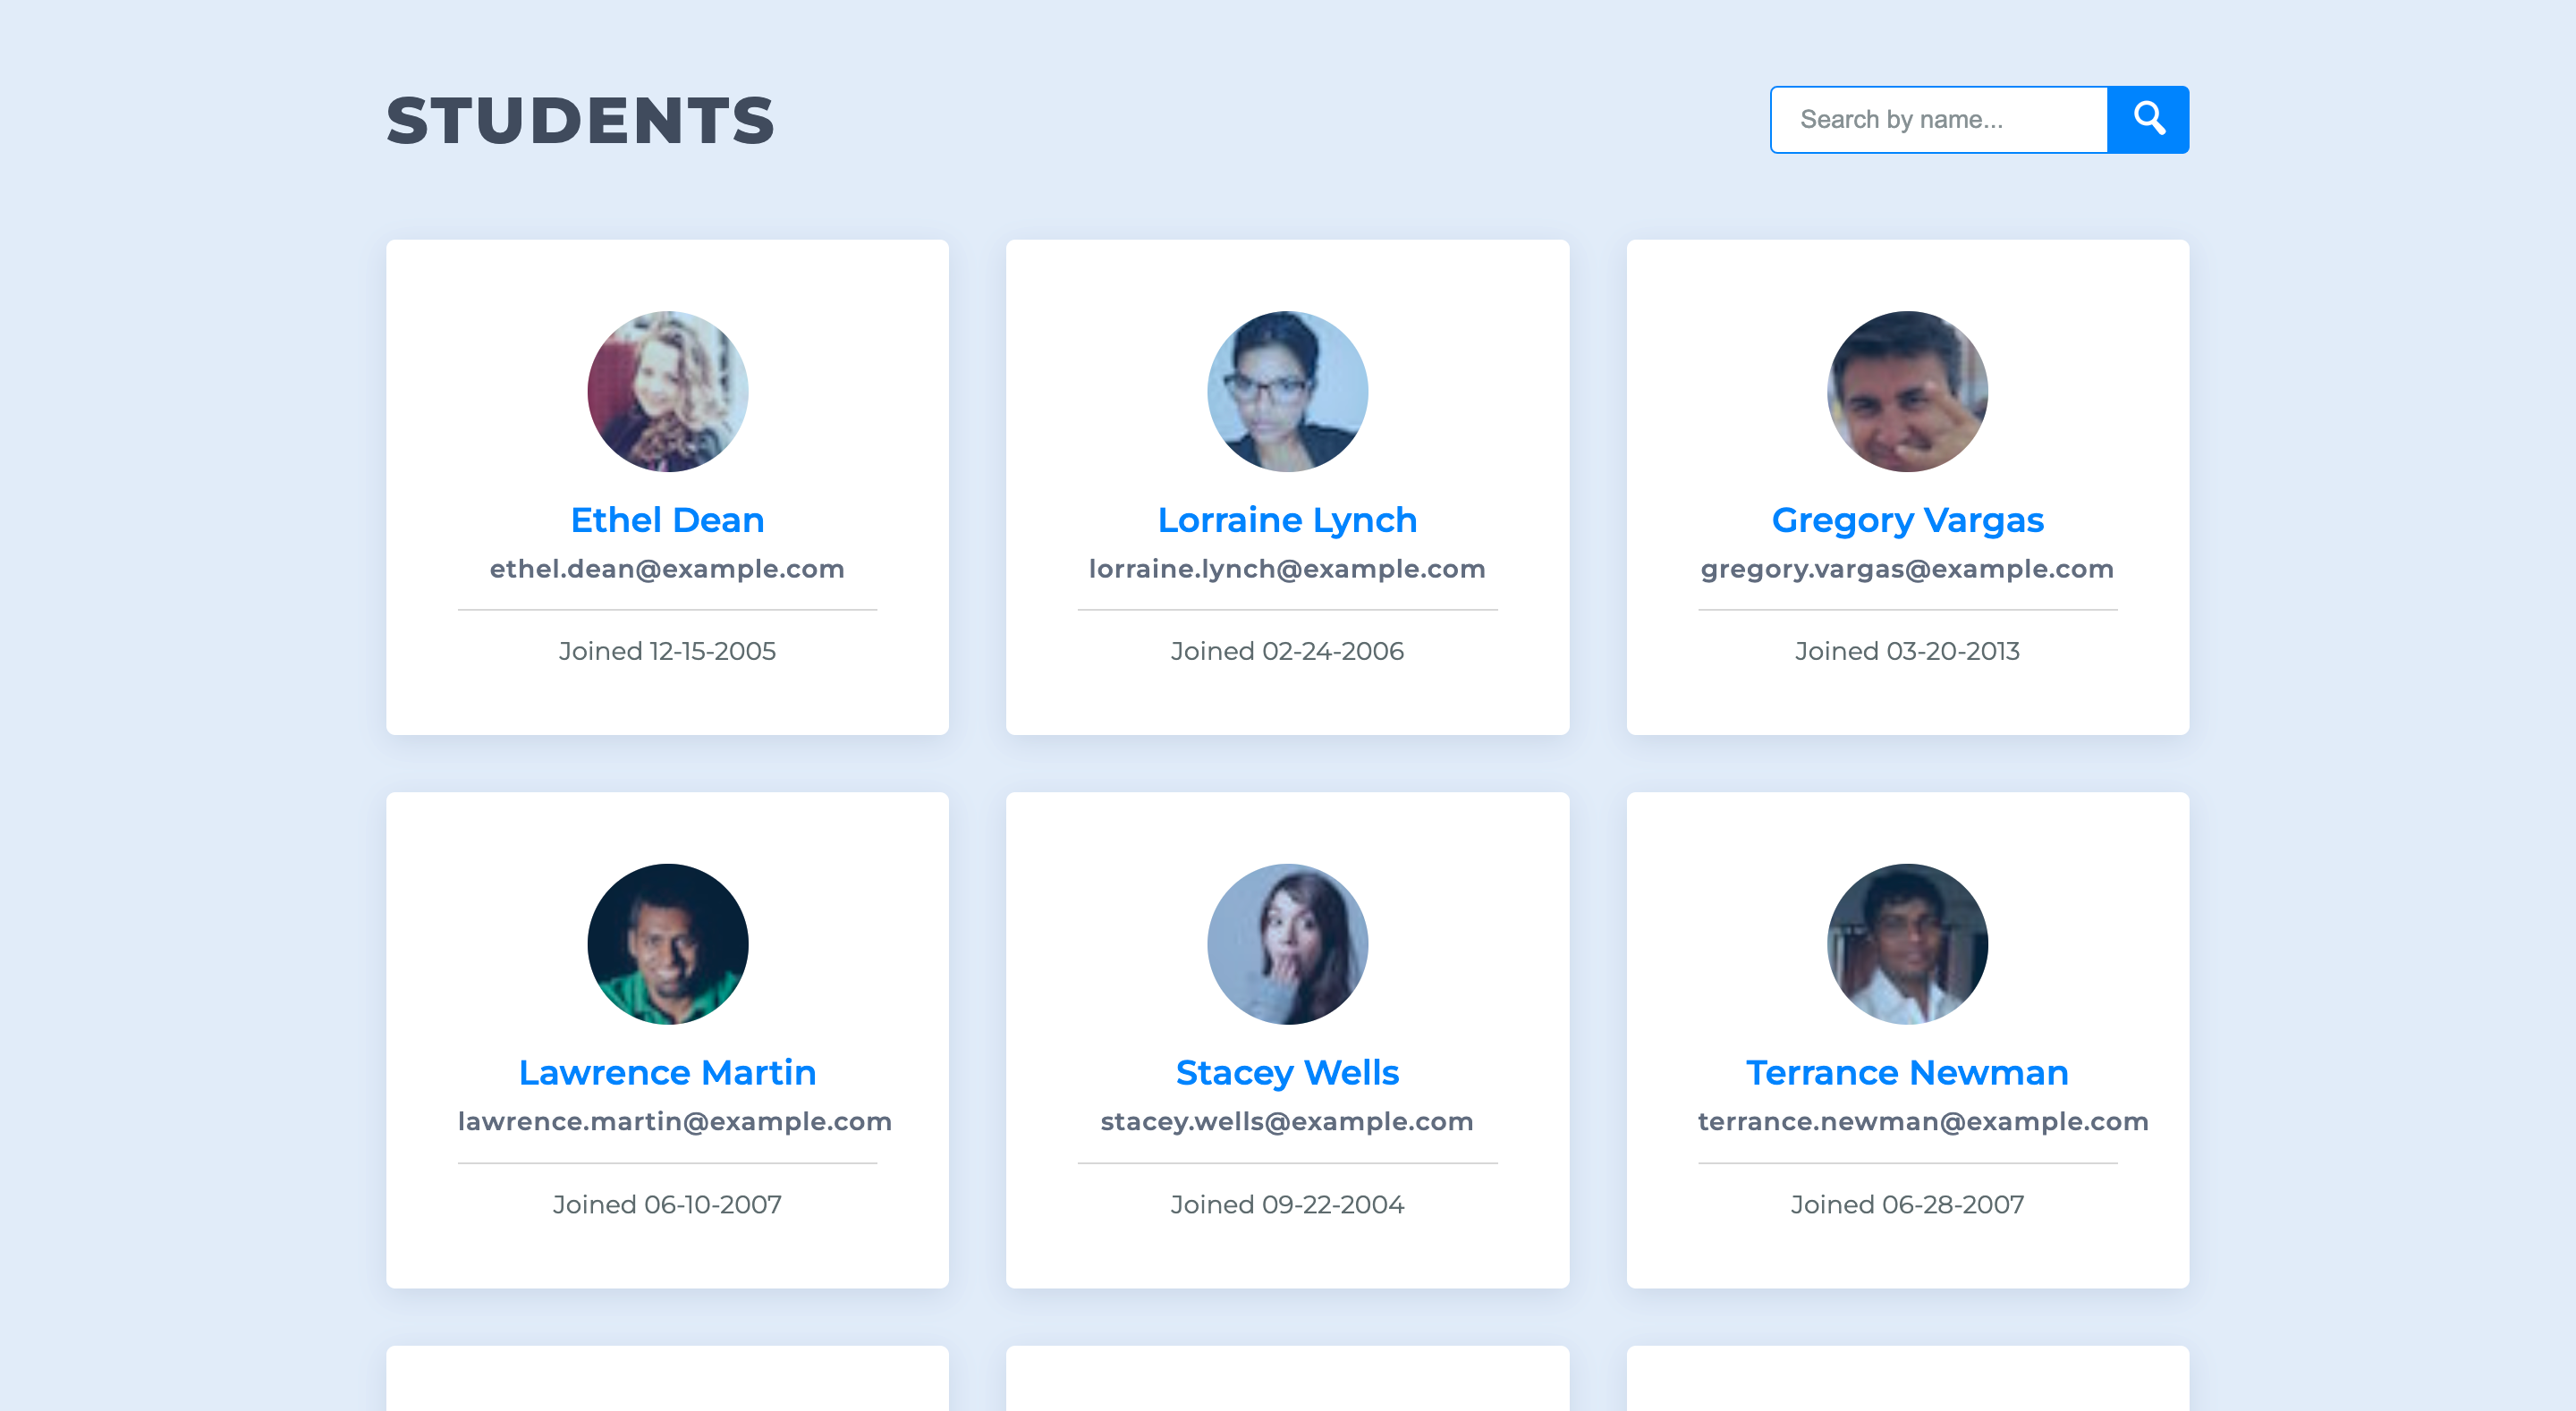 STUDENTS
Search by name...
Ethel Dean
ethel.dean@example.com
Joined 12-15-2005
Lorraine Lynch
lorraine.lynch@example.com
Joined 02-24-2006
Gregory Vargas
gregory.vargas@example.com
Joined 03-20-2013
Lawrence Martin
lawrence.martin@example.com
Joined 06-10-2007
Stacey Wells
stacey.wells@example.com
Joined 09-22-2004
Terrance Newman
terrance.newman@example.com
Joined 06-28-2007